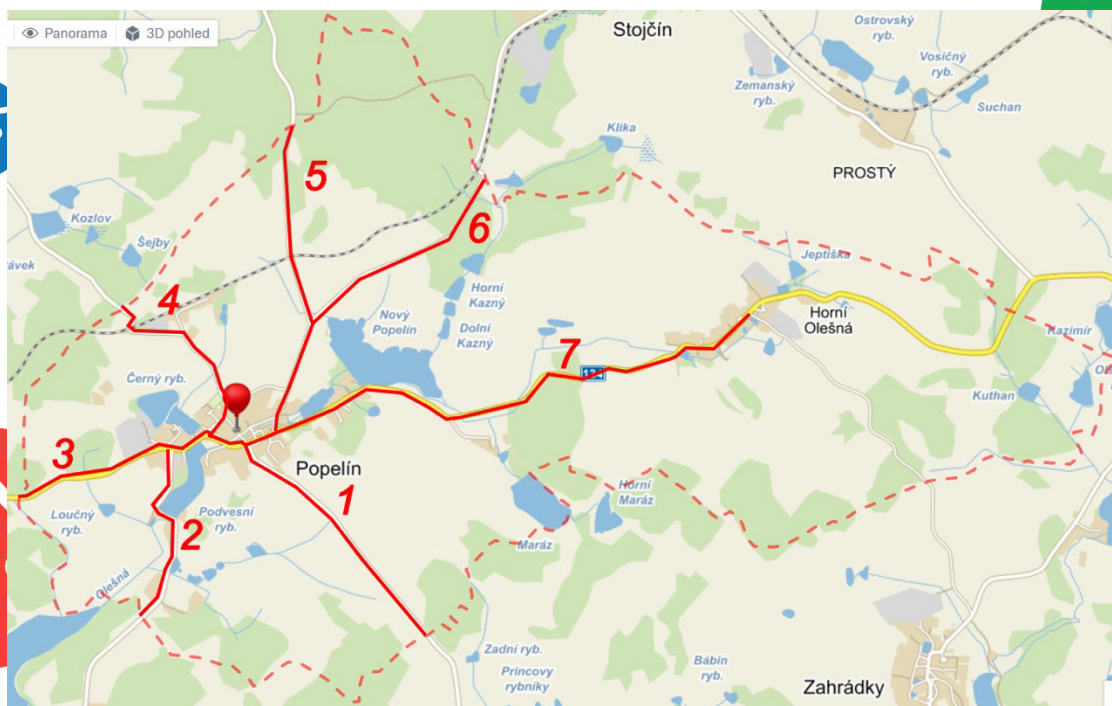 Panorama
3D pohled
Stojčín
Ostrovský
ryb.
Vosičný
ryb.
Zemanský
ryb.
Suchan
Klika
PROSTÝ
5
6
Kozlov
Šejby
távek
4
Jeptiška
Horní
Kazný
Horní
Olešná
Nový
Popelín
Dolní
Kazný
Kazimír
7
Černý ryb.
Kuthan
3
Popelín
1
Horní
Maráz
Loučný
ryb.
Podvesní
ryb.
2
Maráz
Olešná
Zadní ryb.
Princovy
rybníky
Bábin
ryb.
Zahrádky